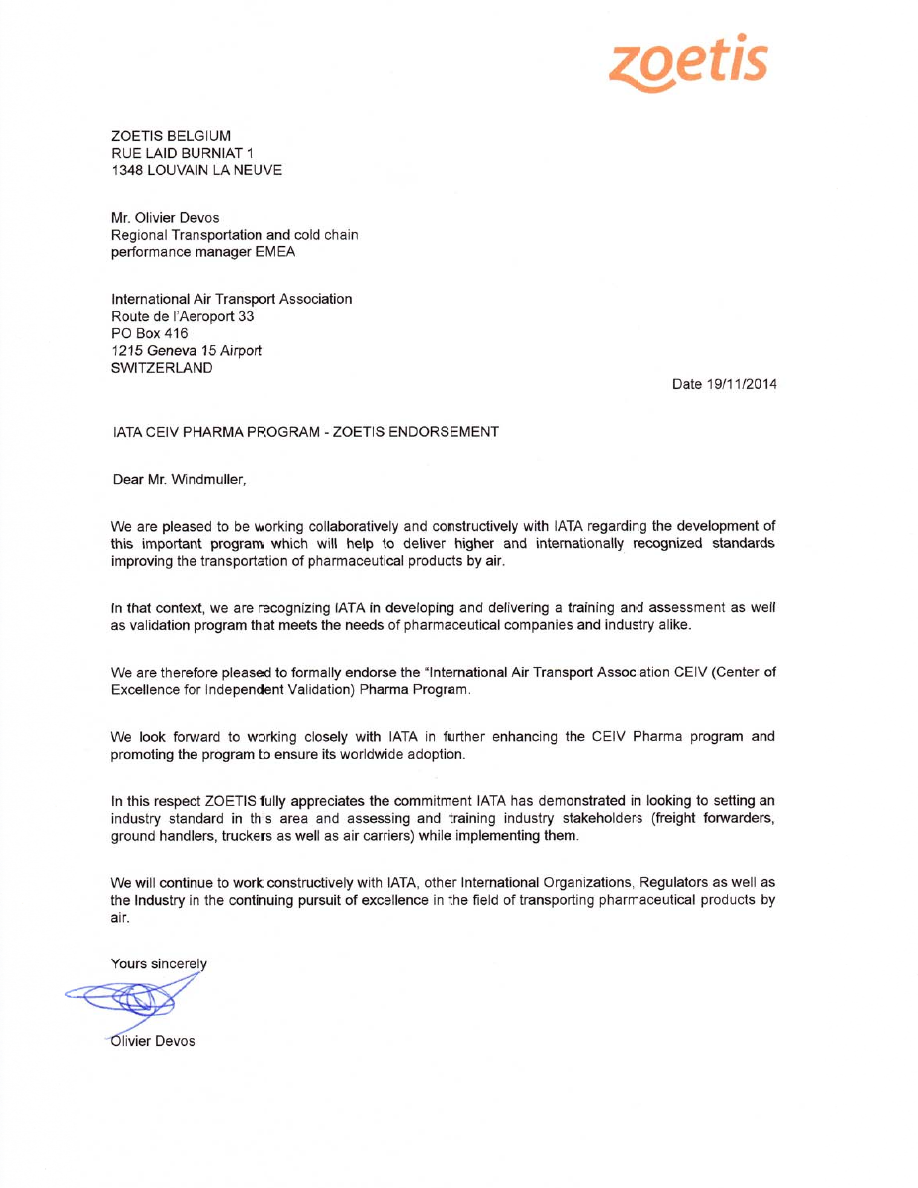 zoetis
ZOETIS BELGIUM
RUE LAID BURNIAT 1
1348 LOUVAIN LA NEUVE
Mr. Olivier Devos
Regional Transportation and cold chain
performance manager EMEA
International Air Transport Association
Route de l'Aeroport 33
PO Box 416
1215 Geneva 15 Airport
SWITZERLAND
Date 19/11/2014
IATA CEIV PHARMA PROGRAM - ZOETIS ENDORSEMENT
Dear Mr. Windmuller,
We are pleased to be working collaboratively and constructively with IATA regarding the development of
this important program which will help to deliver higher and internationally recognized standards
improving the transportation of pharmaceutical products by air.
In that context, we are recognizing IATA in developing and delivering a training and assessment as well
as validation program that meets the needs of pharmaceutical companies and industry alike.
We are therefore pleased to formally endorse the "International Air Transport Association CEIV (Center of
Excellence for Independent Validation) Pharma Program.
We look forward to working closely with IATA in further enhancing the CEIV Pharma program and
promoting the program to ensure its worldwide adoption.
In this respect ZOETIS fully appreciates the commitment IATA has demonstrated in looking to setting an
industry standard in this area and assessing and training industry stakeholders (freight forwarders,
ground handlers, truckers as well as air carriers) while implementing them.
We will continue to work constructively with IATA, other International Organizations, Regulators as well as
the Industry in the continuing pursuit of excellence in the field of transporting pharmaceutical products by
air.
Yours sincerely
Olivier Devos